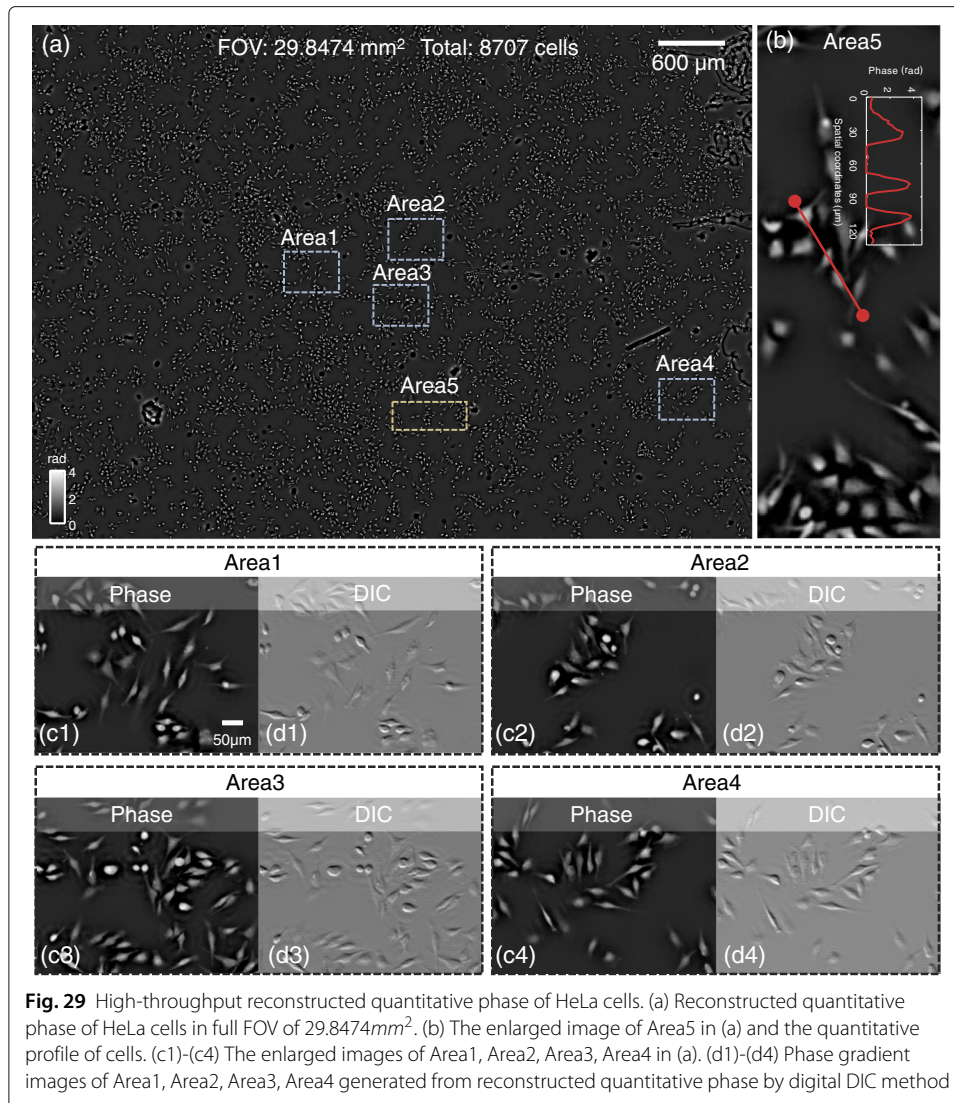 (a)
FOV: 29.8474 mm² Total: 8707 cells
600 μm
Area1
Area2
Area3
Area4
Area5
rad
4
2
0
(b) Area5
Phase (rad)
0 2 4
0
30
60
90
120
Spatial coordinates (μm)
Area1
Phase DIC
(c1) 50μm (d1)
Area2
Phase DIC
(c2) (d2)
Area3
Phase DIC
(c3) (d3)
Area4
Phase DIC
(c4) (d4)
Fig. 29 High-throughput reconstructed quantitative phase of HeLa cells. (a) Reconstructed quantitative
phase of HeLa cells in full FOV of 29.8474mm². (b) The enlarged image of Area5 in (a) and the quantitative
profile of cells. (c1)-(c4) The enlarged images of Area1, Area2, Area3, Area4 in (a). (d1)-(d4) Phase gradient
images of Area1, Area2, Area3, Area4 generated from reconstructed quantitative phase by digital DIC method